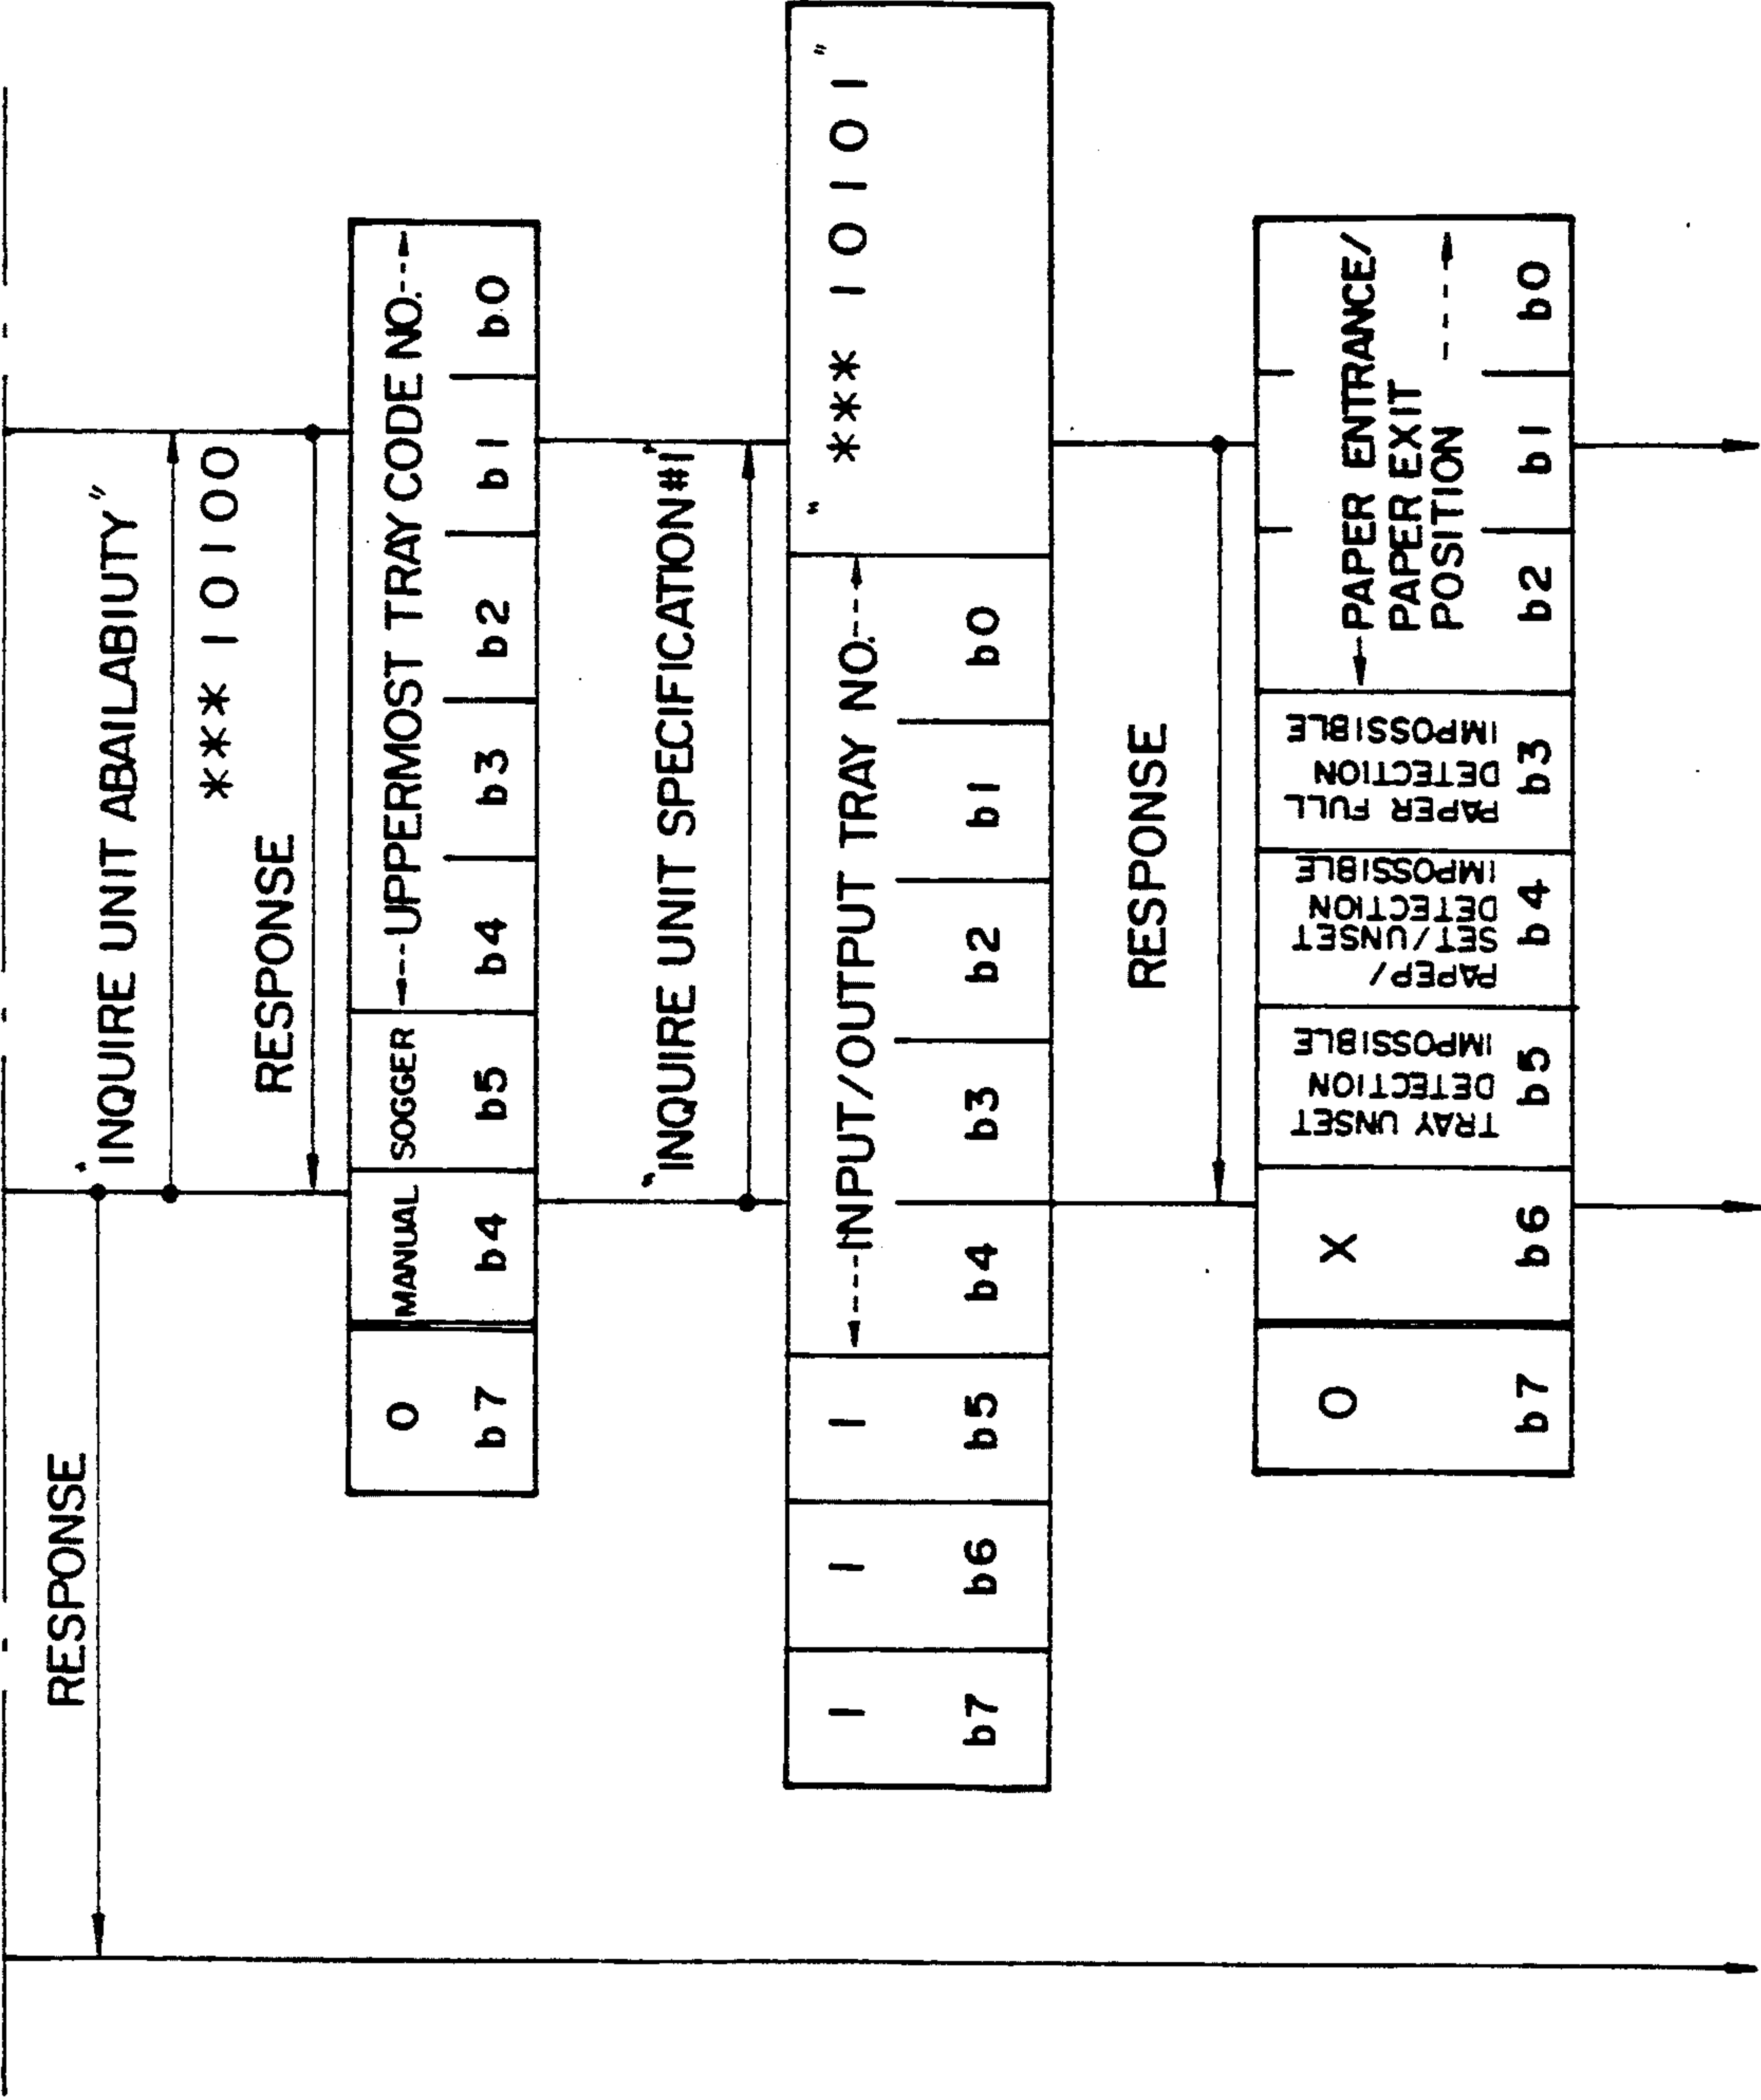 RESPONSE
“INQUIRE UNIT ABAILABIUTY”
*** 10100
RESPONSE
0 MANUAL SOGGER UPPERMOST TRAY CODE NO.
b7 b4 b5 b4 b3 b2 b1 b0
“INQUIRE UNIT SPECIFICATION#1”
1 1 1 INPUT/OUTPUT TRAY NO. “*** 10101”
b7 b6 b5 b4 b3 b2 b1 b0
RESPONSE
0 X
TRAY UNSET
DETECTION
IMPOSSIBLE
PAPEP/
SET/UNSET
DETECTION
IMPOSSIBLE
PAPER FULL
DETECTION
IMPOSSIBLE
PAPER ENTRANCE/
PAPER EXIT
POSITION
b7 b6 b5 b4 b3 b2 b1 b0